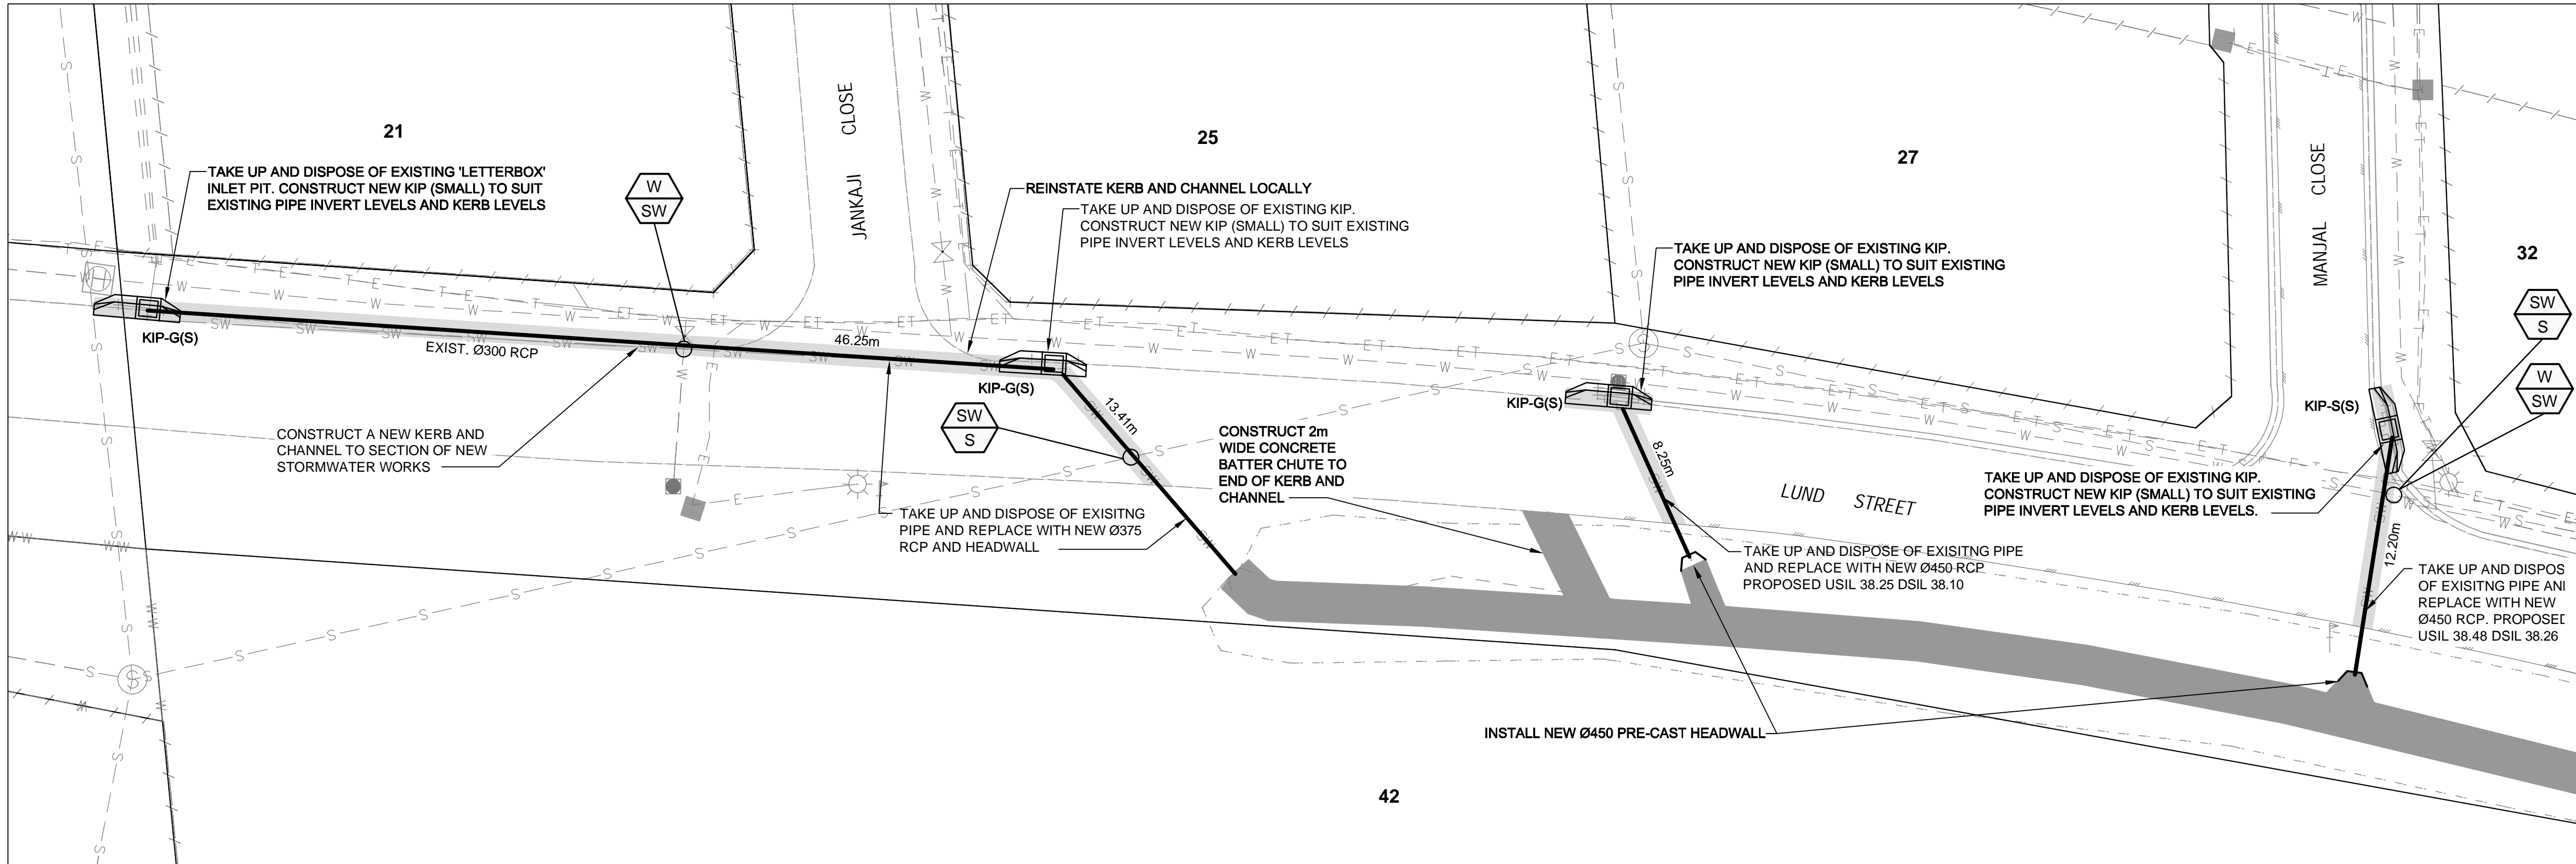 21
25
27
32
42
JANKAJI CLOSE
MANJAL CLOSE
LUND STREET
TAKE UP AND DISPOSE OF EXISTING 'LETTERBOX'
INLET PIT. CONSTRUCT NEW KIP (SMALL) TO SUIT
EXISTING PIPE INVERT LEVELS AND KERB LEVELS
W
SW
REINSTATE KERB AND CHANNEL LOCALLY
TAKE UP AND DISPOSE OF EXISTING KIP.
CONSTRUCT NEW KIP (SMALL) TO SUIT EXISTING
PIPE INVERT LEVELS AND KERB LEVELS
TAKE UP AND DISPOSE OF EXISTING KIP.
CONSTRUCT NEW KIP (SMALL) TO SUIT EXISTING
PIPE INVERT LEVELS AND KERB LEVELS
SW
S
W
SW
KIP-G(S)
EXIST. Ø300 RCP
46.25m
KIP-G(S)
13.41m
SW
S
KIP-G(S)
8.25m
KIP-S(S)
12.20m
CONSTRUCT A NEW KERB AND
CHANNEL TO SECTION OF NEW
STORMWATER WORKS
CONSTRUCT 2m
WIDE CONCRETE
BATTER CHUTE TO
END OF KERB AND
CHANNEL
TAKE UP AND DISPOSE OF EXISITNG
PIPE AND REPLACE WITH NEW Ø375
RCP AND HEADWALL
TAKE UP AND DISPOSE OF EXISTING KIP.
CONSTRUCT NEW KIP (SMALL) TO SUIT EXISTING
PIPE INVERT LEVELS AND KERB LEVELS.
TAKE UP AND DISPOSE OF EXISITNG PIPE
AND REPLACE WITH NEW Ø450 RCP
PROPOSED USIL 38.25 DSIL 38.10
TAKE UP AND DISPOS
OF EXISITNG PIPE AN
REPLACE WITH NEW
Ø450 RCP. PROPOSE
USIL 38.48 DSIL 38.26
INSTALL NEW Ø450 PRE-CAST HEADWALL